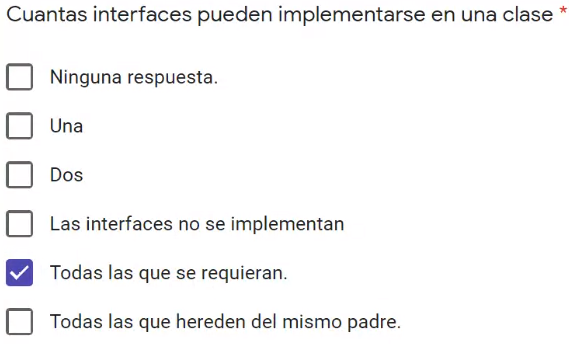 Cuantas interfaces pueden implementarse en una clase *
Ninguna respuesta.
Una
Dos
Las interfaces no se implementan
Todas las que se requieran.
Todas las que hereden del mismo padre.